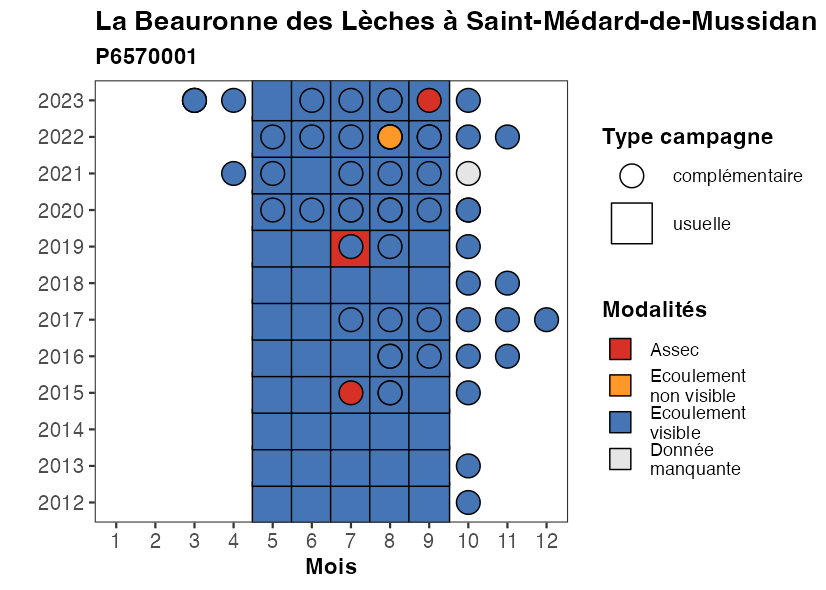 La Beauronne des Lèches à Saint-Médard-de-Mussidan
P6570001
2023
2022
2021
2020
2019
2018
2017
2016
2015
2014
2013
2012
1 2 3 4 5 6 7 8 9 10 11 12
Mois
Type campagne
complémentaire
usuelle
Modalités
Assec
Ecoulement
non visible
Ecoulement
visible
Donnée
manquante